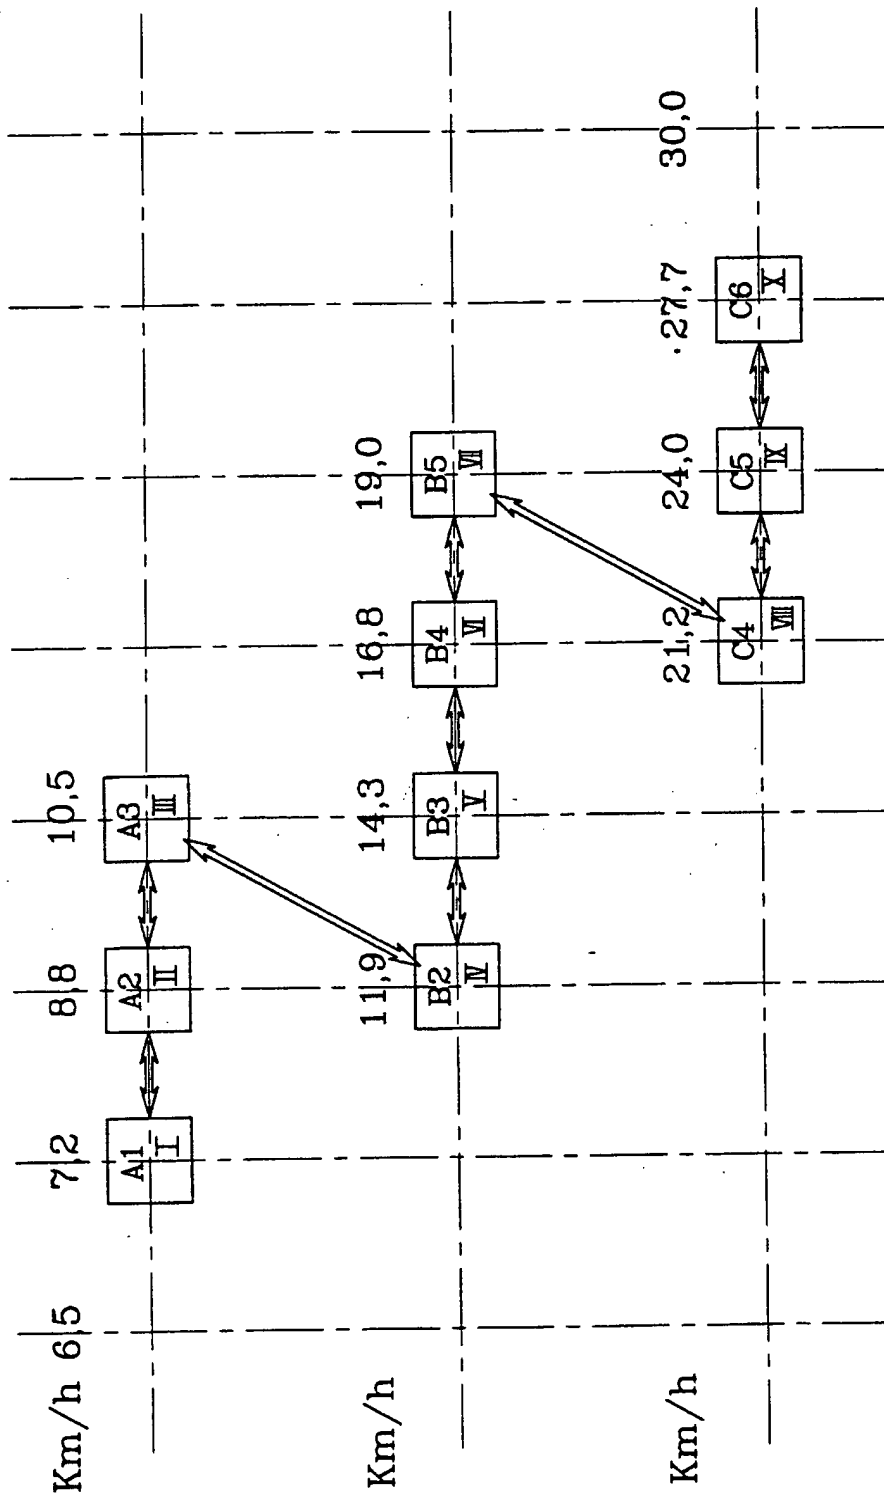 Km/h 6,5 7,2 8,8 10,5
A1 A2 A3
I II III
Km/h 11,9 14,3 16,8 19,0
B2 B3 B4 B5
IV V VI VII
Km/h 21,2 24,0 27,7 30,0
C4 C5 C6
VIII IX X